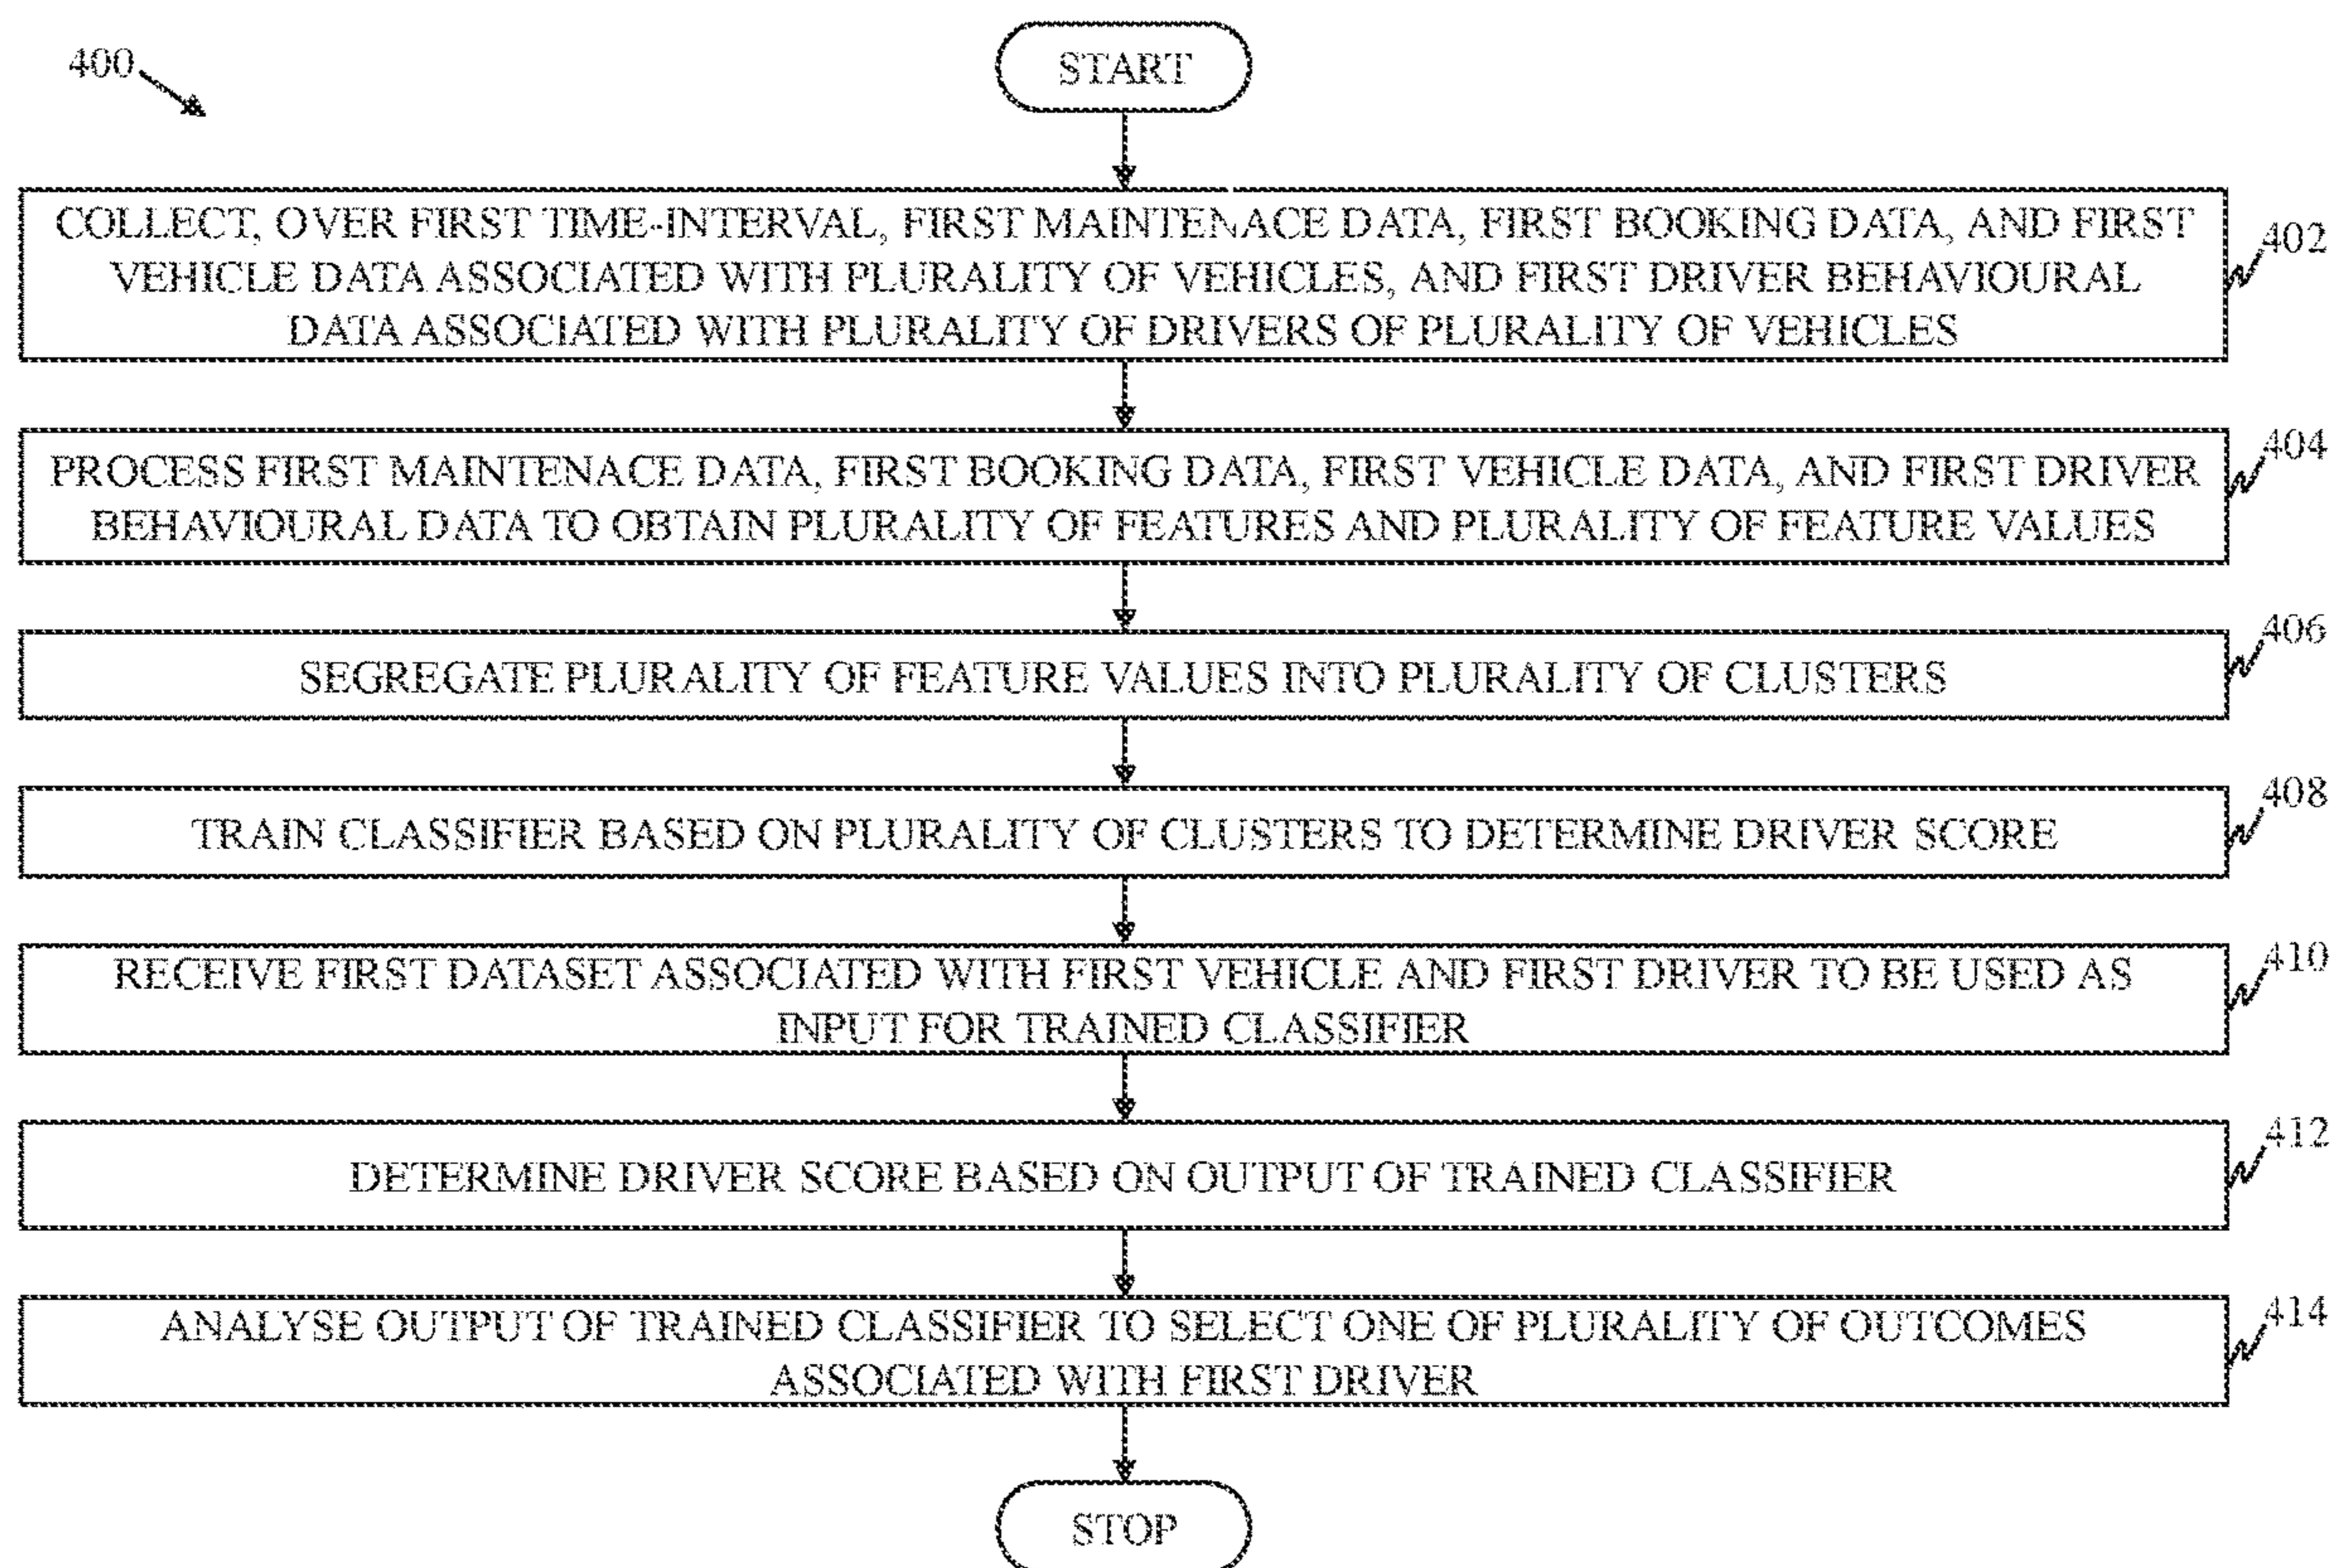 400
START
COLLECT, OVER FIRST TIME-INTERVAL, FIRST MAINTENACE DATA, FIRST BOOKING DATA, AND FIRST
VEHICLE DATA ASSOCIATED WITH PLURALITY OF VEHICLES, AND FIRST DRIVER BEHAVIOURAL
DATA ASSOCIATED WITH PLURALITY OF DRIVERS OF PLURALITY OF VEHICLES
402
PROCESS FIRST MAINTENACE DATA, FIRST BOOKING DATA, FIRST VEHICLE DATA, AND FIRST DRIVER
BEHAVIOURAL DATA TO OBTAIN PLURALITY OF FEATURES AND PLURALITY OF FEATURE VALUES
404
SEGREGATE PLURALITY OF FEATURE VALUES INTO PLURALITY OF CLUSTERS
406
TRAIN CLASSIFIER BASED ON PLURALITY OF CLUSTERS TO DETERMINE DRIVER SCORE
408
RECEIVE FIRST DATASET ASSOCIATED WITH FIRST VEHICLE AND FIRST DRIVER TO BE USED AS
INPUT FOR TRAINED CLASSIFIER
410
DETERMINE DRIVER SCORE BASED ON OUTPUT OF TRAINED CLASSIFIER
412
ANALYSE OUTPUT OF TRAINED CLASSIFIER TO SELECT ONE OF PLURALITY OF OUTCOMES
ASSOCIATED WITH FIRST DRIVER
414
STOP